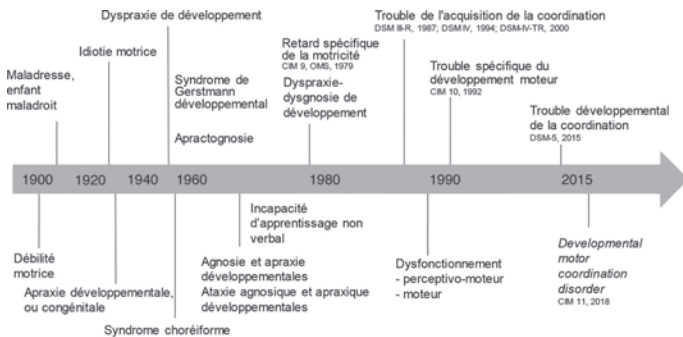 Dyspraxie de développement
Trouble de l'acquisition de la coordination
DSM III-R, 1987; DSM IV, 1994; DSM-IV-TR, 2000
Idiotie motrice
Retard spécifique
de la motricité
CIM 9, OMS, 1979
Trouble spécifique du
développement moteur
CIM 10, 1992
Maladresse,
enfant
maladroit
Syndrome de
Gerstmann
développemental
Dyspraxie-
dysgnosie de
développement
Apractognosie
Trouble développemental
de la coordination
DSM-5, 2015
1900
1920
1940
1960
1980
1990
2015
Incapacité
d'apprentissage non
verbal
Débilité
motrice
Agnosie et apraxie
développementales
Ataxie agnosique et apraxique
développementales
Dysfonctionnement
- perceptivo-moteur
- moteur
Developmental
motor
coordination
disorder
CIM 11, 2018
Apraxie développementale,
ou congénitale
Syndrome choréiforme